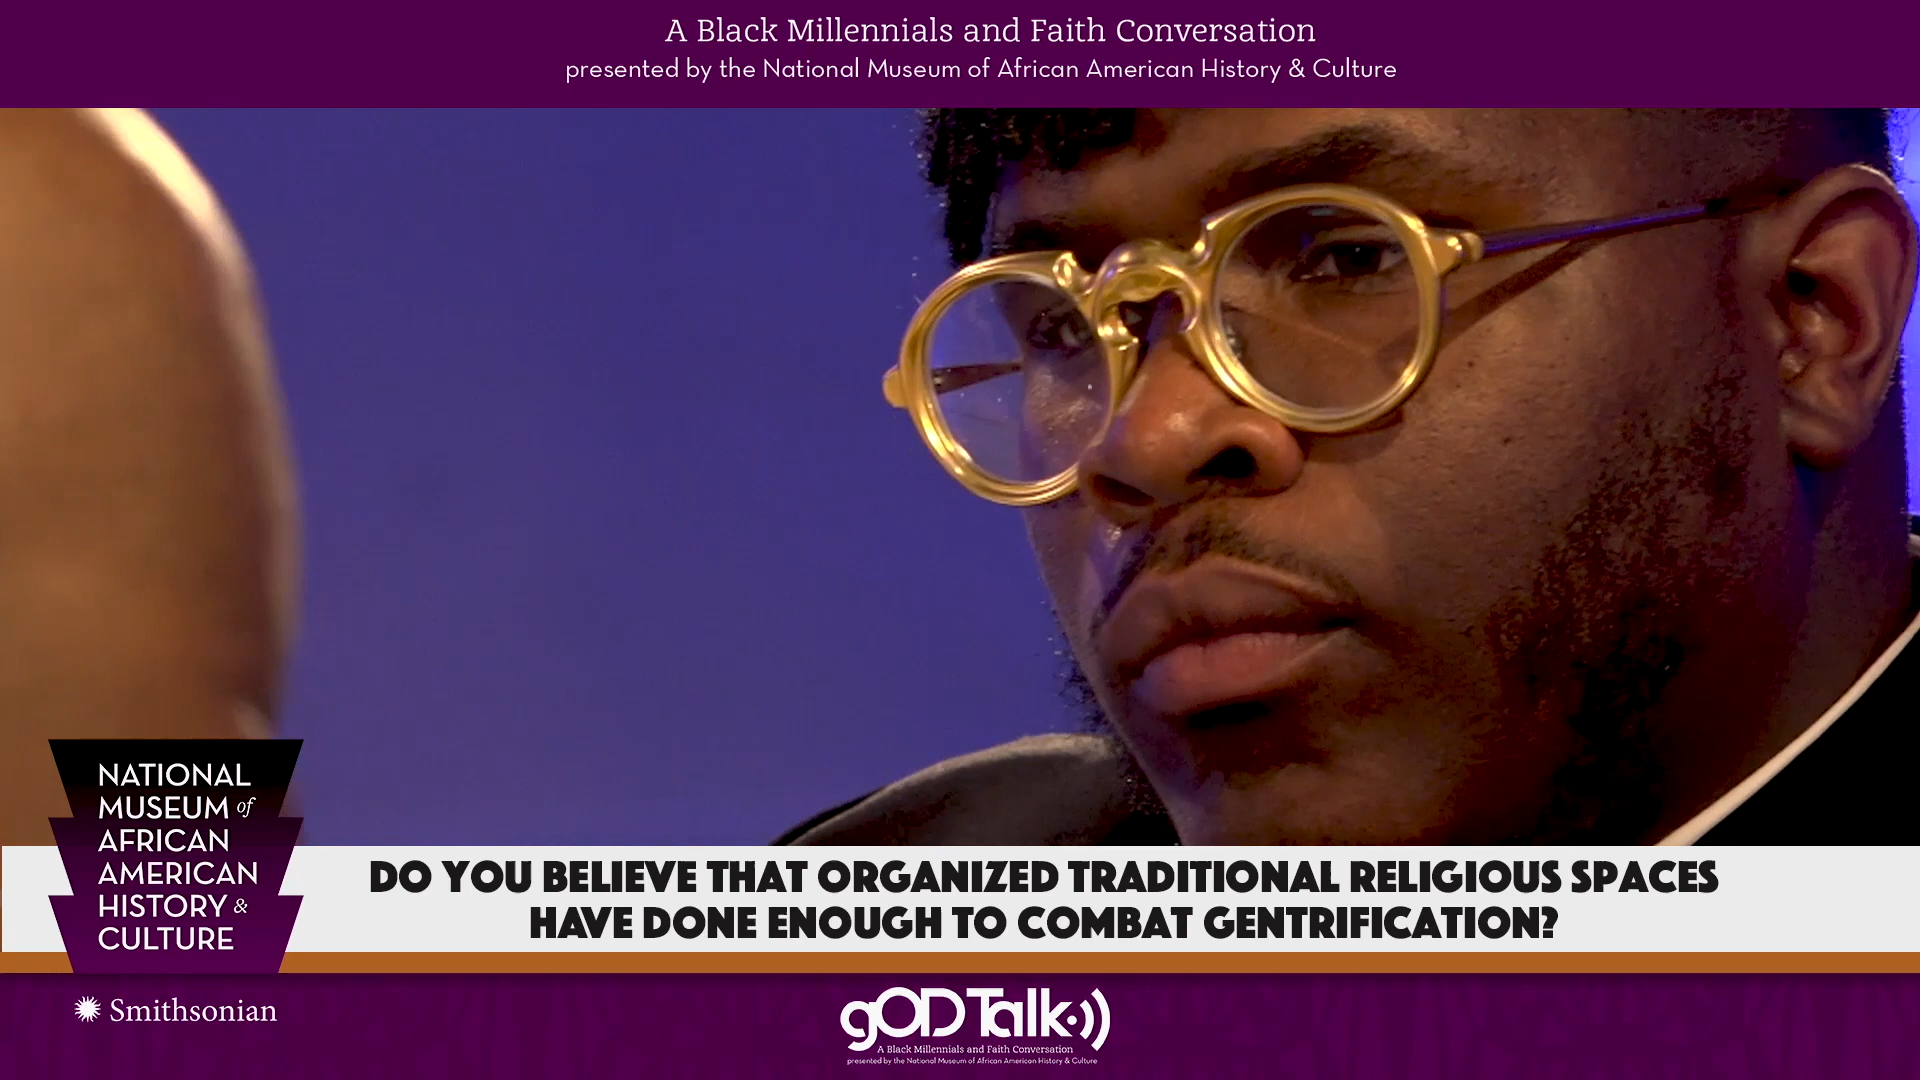 A Black Millennials and Faith Conversation
presented by the National Museum of African American History & Culture
NATIONAL
MUSEUM of
AFRICAN
AMERICAN
HISTORY &
CULTURE
DO YOU BELIEVE THAT ORGANIZED TRADITIONAL RELIGIOUS SPACES
HAVE DONE ENOUGH TO COMBAT GENTRIFICATION?
Smithsonian
gOD Talk
A Black Millennials and Faith Conversation
presented by the National Museum of African American History & Culture